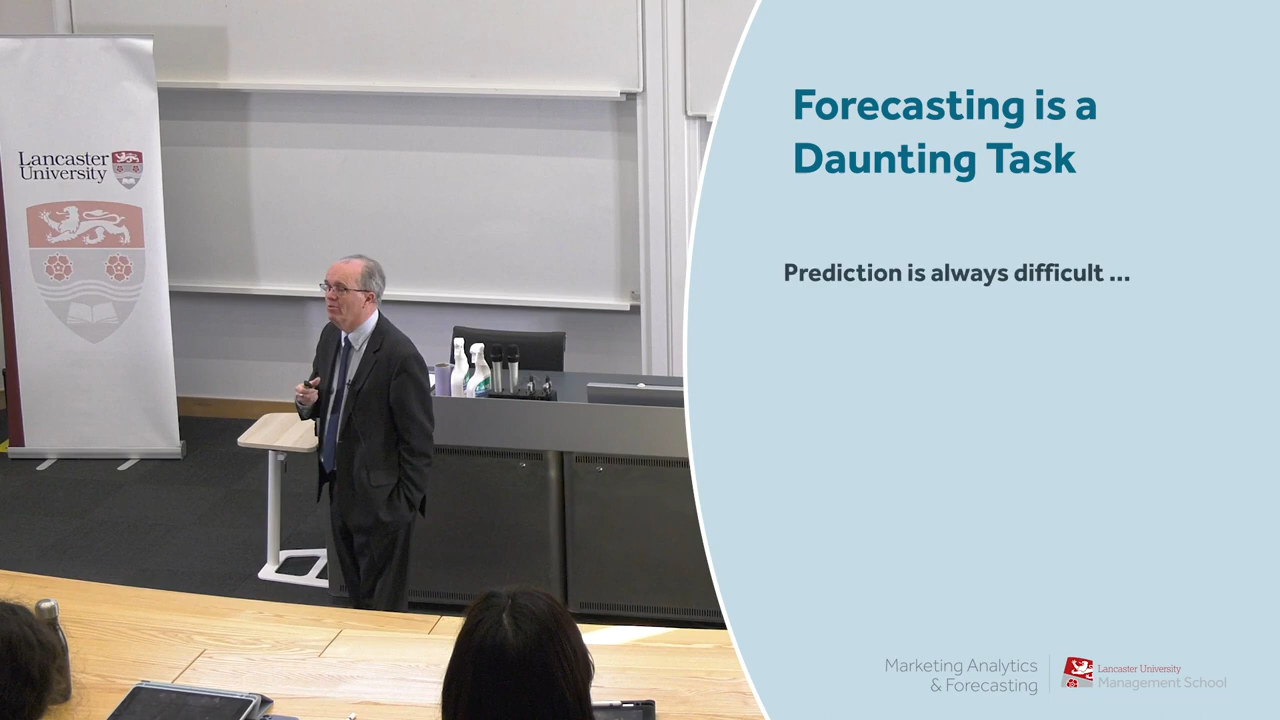 Lancaster
University
Forecasting is a
Daunting Task
Prediction is always difficult ...
Marketing Analytics
& Forecasting
Lancaster University
Management School